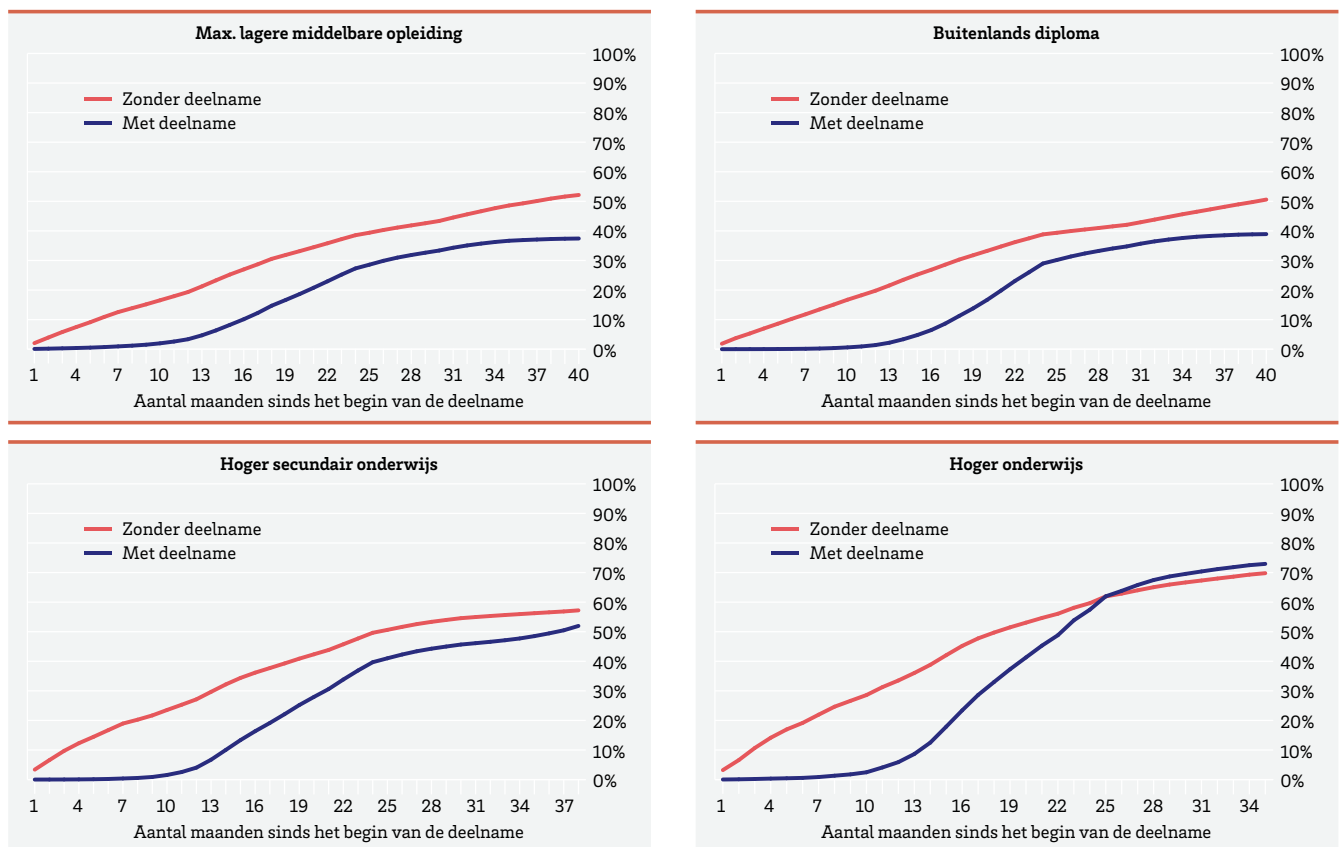 Max. lagere middelbare opleiding
100%
90%
80%
70%
60%
50%
40%
30%
20%
10%
0%
Zonder deelname
Met deelname
1 4 7 10 13 16 19 22 25 28 31 34 37 40
Aantal maanden sinds het begin van de deelname
Buitenlands diploma
100%
90%
80%
70%
60%
50%
40%
30%
20%
10%
0%
Zonder deelname
Met deelname
1 4 7 10 13 16 19 22 25 28 31 34 37 40
Aantal maanden sinds het begin van de deelname
Hoger secundair onderwijs
100%
90%
80%
70%
60%
50%
40%
30%
20%
10%
0%
Zonder deelname
Met deelname
1 4 7 10 13 16 19 22 25 28 31 34 37
Aantal maanden sinds het begin van de deelname
Hoger onderwijs
100%
90%
80%
70%
60%
50%
40%
30%
20%
10%
0%
Zonder deelname
Met deelname
1 4 7 10 13 16 19 22 25 28 31 34
Aantal maanden sinds het begin van de deelname